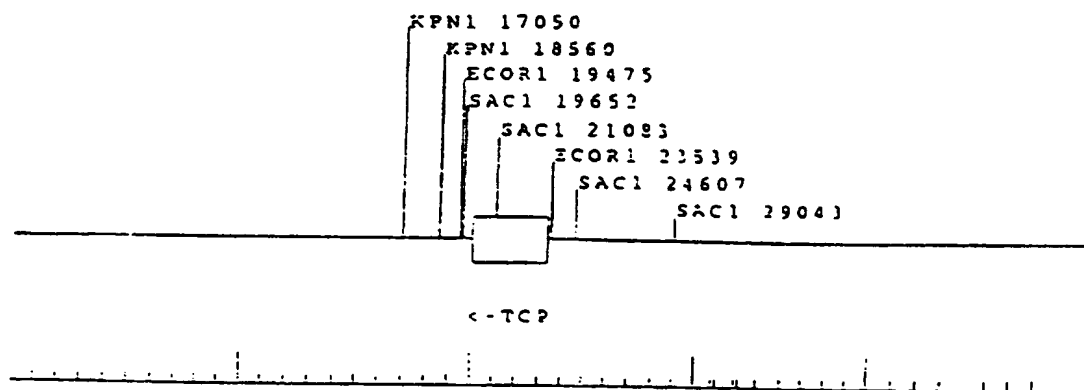 KPN1 17050
KPN1 18560
ECOR1 19475
SAC1 19652
SAC1 21083
ECOR1 23539
SAC1 24607
SAC1 29043
<-TCP